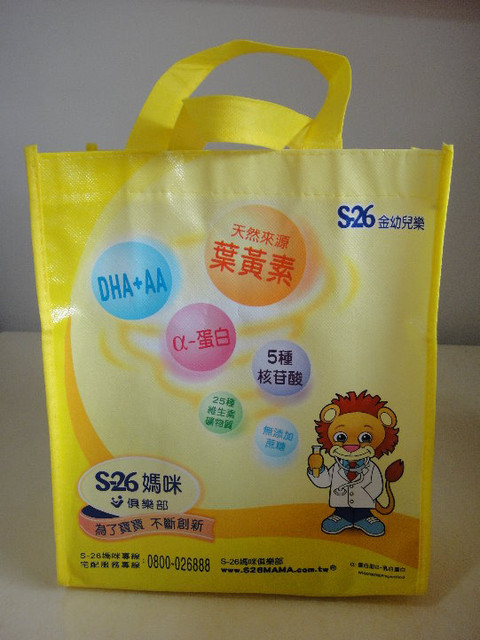 S-26 金幼兒樂
天然來源
葉黃素
DHA+AA
α-蛋白
5種
核苷酸
25種
維生素
礦物質
無添加
蔗糖
S-26 媽咪
俱樂部
為了寶寶 不斷創新
S-26媽咪專線
宅配服務專線
: 0800-026888
S-26媽咪俱樂部
www.S26MAMA.com.tw